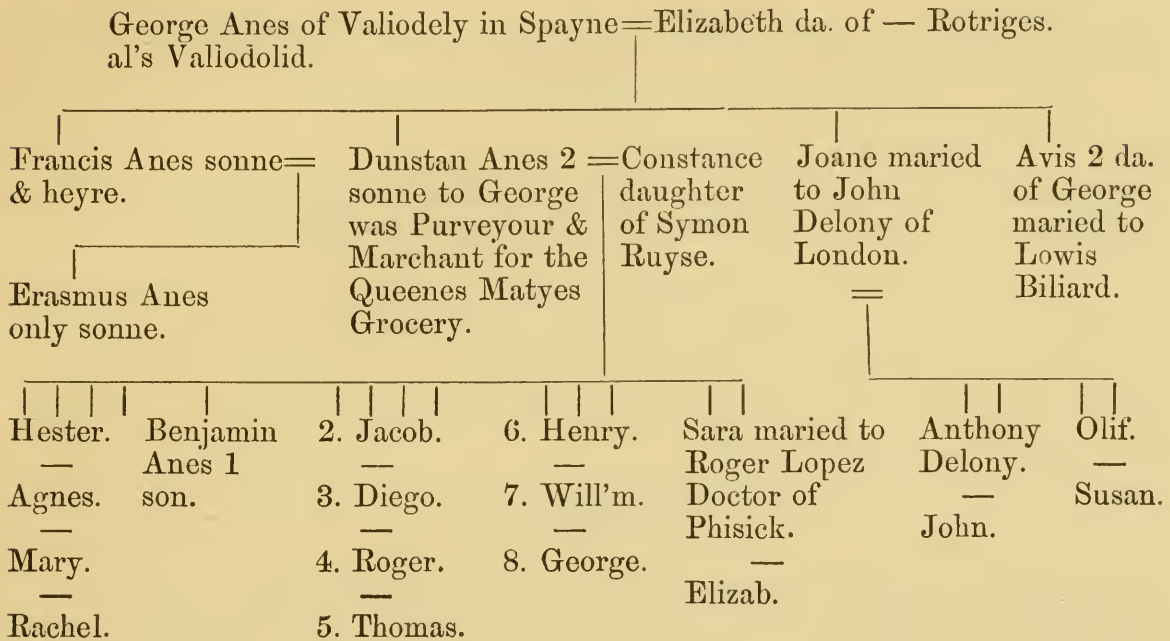 George Anes of Valiodely in Spayne=Elizabeth da. of — Rotriges.
al's Valiodolid.
Francis Anes sonne=
& heyre.
Erasmus Anes
only sonne.
Dunstan Anes 2 =
sonne to George
was Purveyour &
Marchant for the
Queenes Matyes
Grocery.
Constance
daughter
of Symon
Ruyse.
Joane maried
to John
Delony of
London.
=
Avis 2 da.
of George
maried to
Lowis
Biliard.
Hester.
—
Agnes.
—
Mary.
—
Rachel.
Benjamin
Anes 1
son.
2. Jacob.
—
3. Diego.
—
4. Roger.
—
5. Thomas.
6. Henry.
—
7. Will'm.
—
8. George.
Sara maried to
Roger Lopez
Doctor of
Phisick.
—
Elizab.
Anthony
Delony.
—
John.
Olif.
—
Susan.